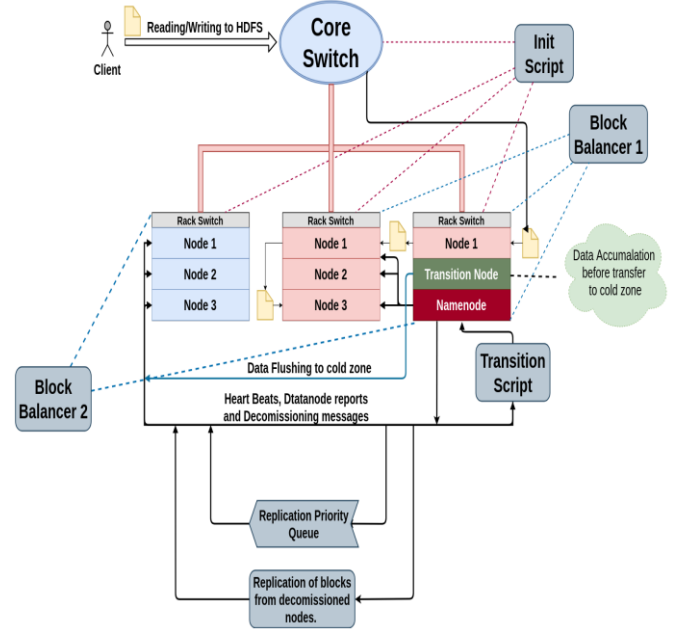 Reading/Writing to HDFS
Client
Core
Switch
Init
Script
Block
Balancer 1
Rack Switch
Node 1
Node 2
Node 3
Rack Switch
Node 1
Node 2
Node 3
Rack Switch
Node 1
Transition Node
Namenode
Data Accumalation
before transfer
to cold zone
Block
Balancer 2
Data Flushing to cold zone
Transition
Script
Heart Beats, Dtatanode reports
and Decomissioning messages
Replication Priority
Queue
Replication of blocks
from decomissioned
nodes.